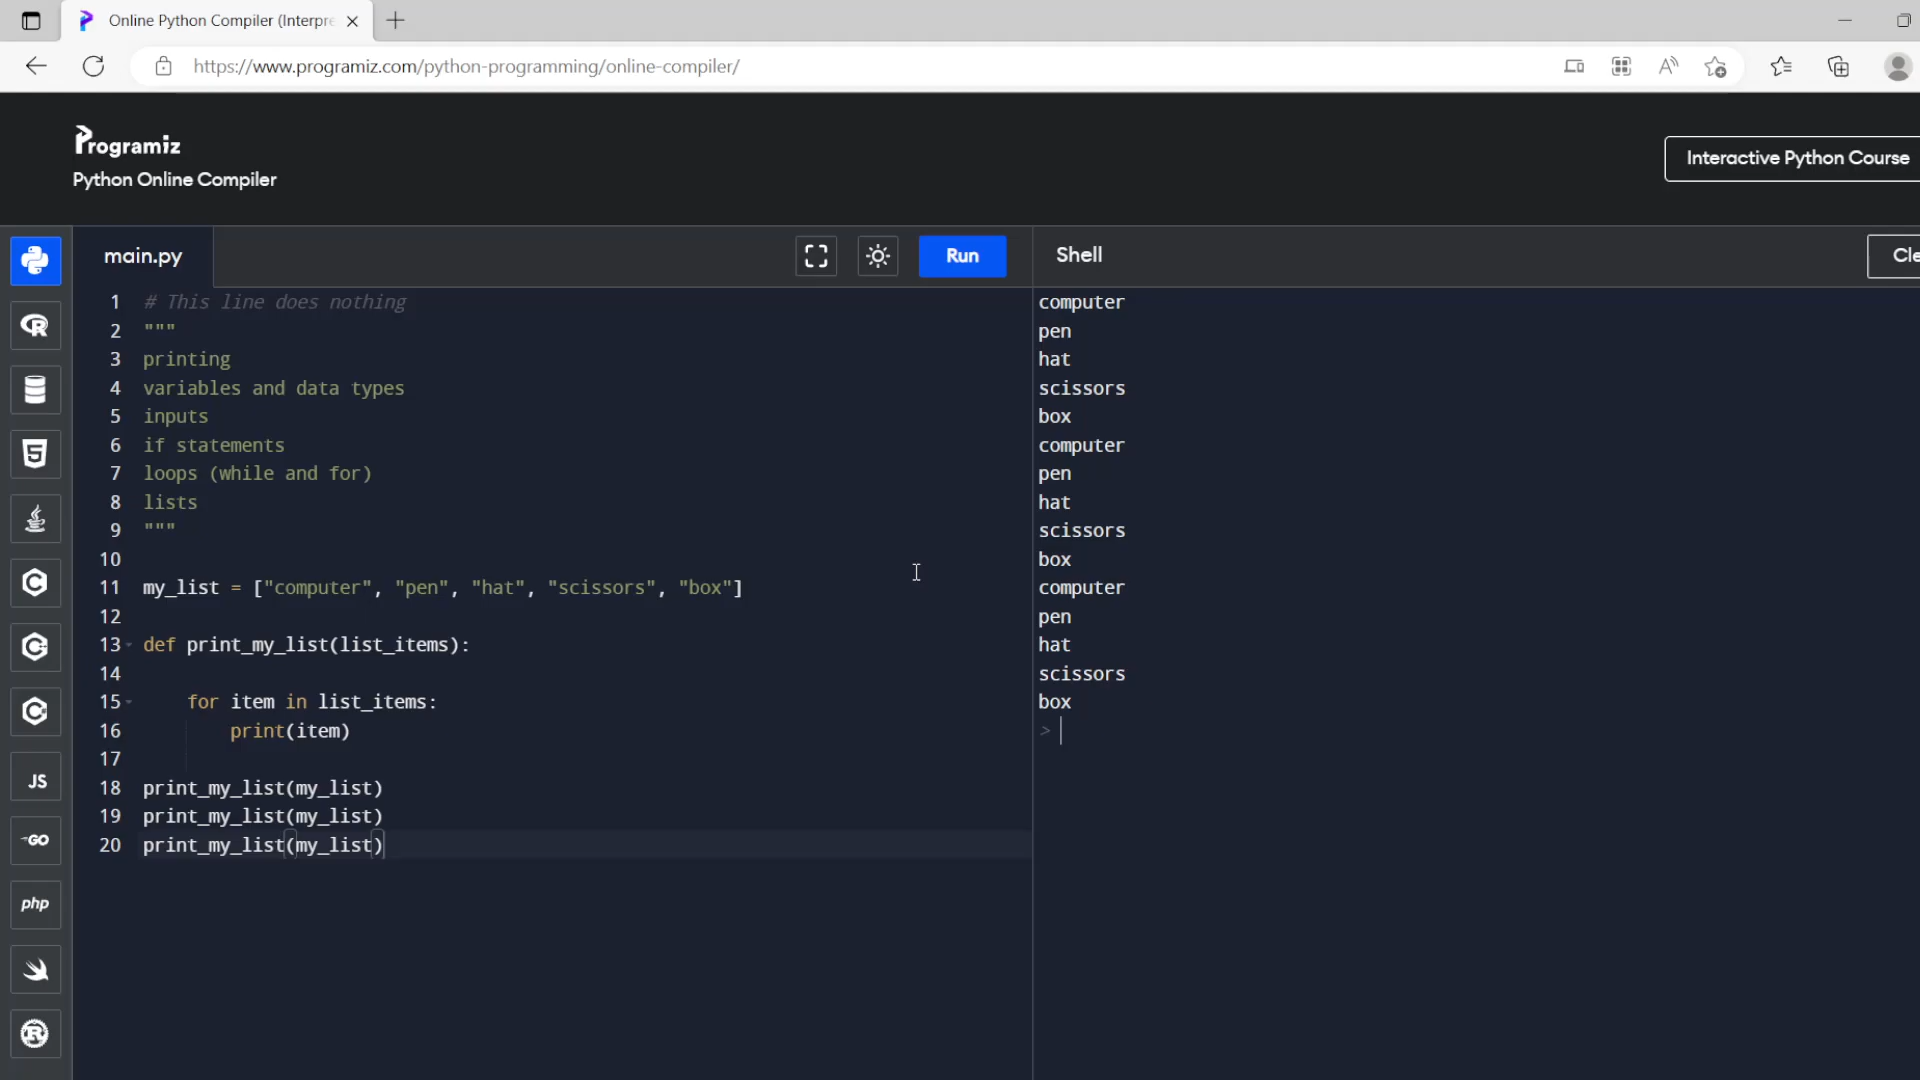 Online Python Compiler (Interpre
https://www.programiz.com/python-programming/online-compiler/
Programiz
Python Online Compiler
Interactive Python Course
main.py
Run
Shell
Cle
1 # This line does nothing
2 """
3 printing
4 variables and data types
5 inputs
6 if statements
7 loops (while and for)
8 lists
9 """
10
11 my_list = ["computer", "pen", "hat", "scissors", "box"]
12
13 def print_my_list(list_items):
14
15     for item in list_items:
16         print(item)
17
18 print_my_list(my_list)
19 print_my_list(my_list)
20 print_my_list(my_list)
computer
pen
hat
scissors
box
computer
pen
hat
scissors
box
computer
pen
hat
scissors
box
>
R
5
C
C
C
JS
GO
php
R